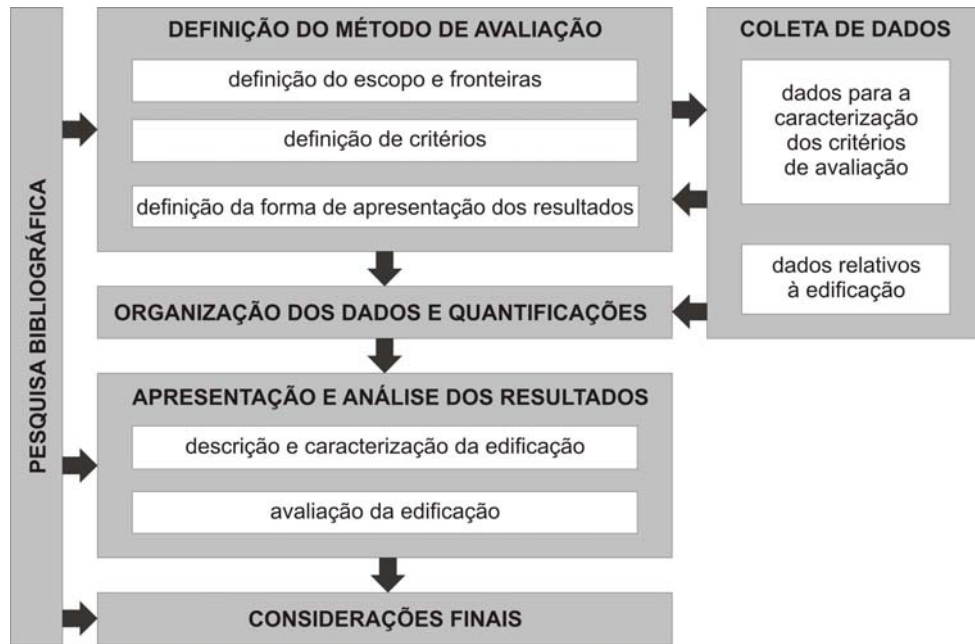 PESQUISA BIBLIOGRÁFICA
DEFINIÇÃO DO MÉTODO DE AVALIAÇÃO
definição do escopo e fronteiras
definição de critérios
definição da forma de apresentação dos resultados
COLETA DE DADOS
dados para a
caracterização
dos critérios
de avaliação
dados relativos
à edificação
ORGANIZAÇÃO DOS DADOS E QUANTIFICAÇÕES
APRESENTAÇÃO E ANÁLISE DOS RESULTADOS
descrição e caracterização da edificação
avaliação da edificação
CONSIDERAÇÕES FINAIS